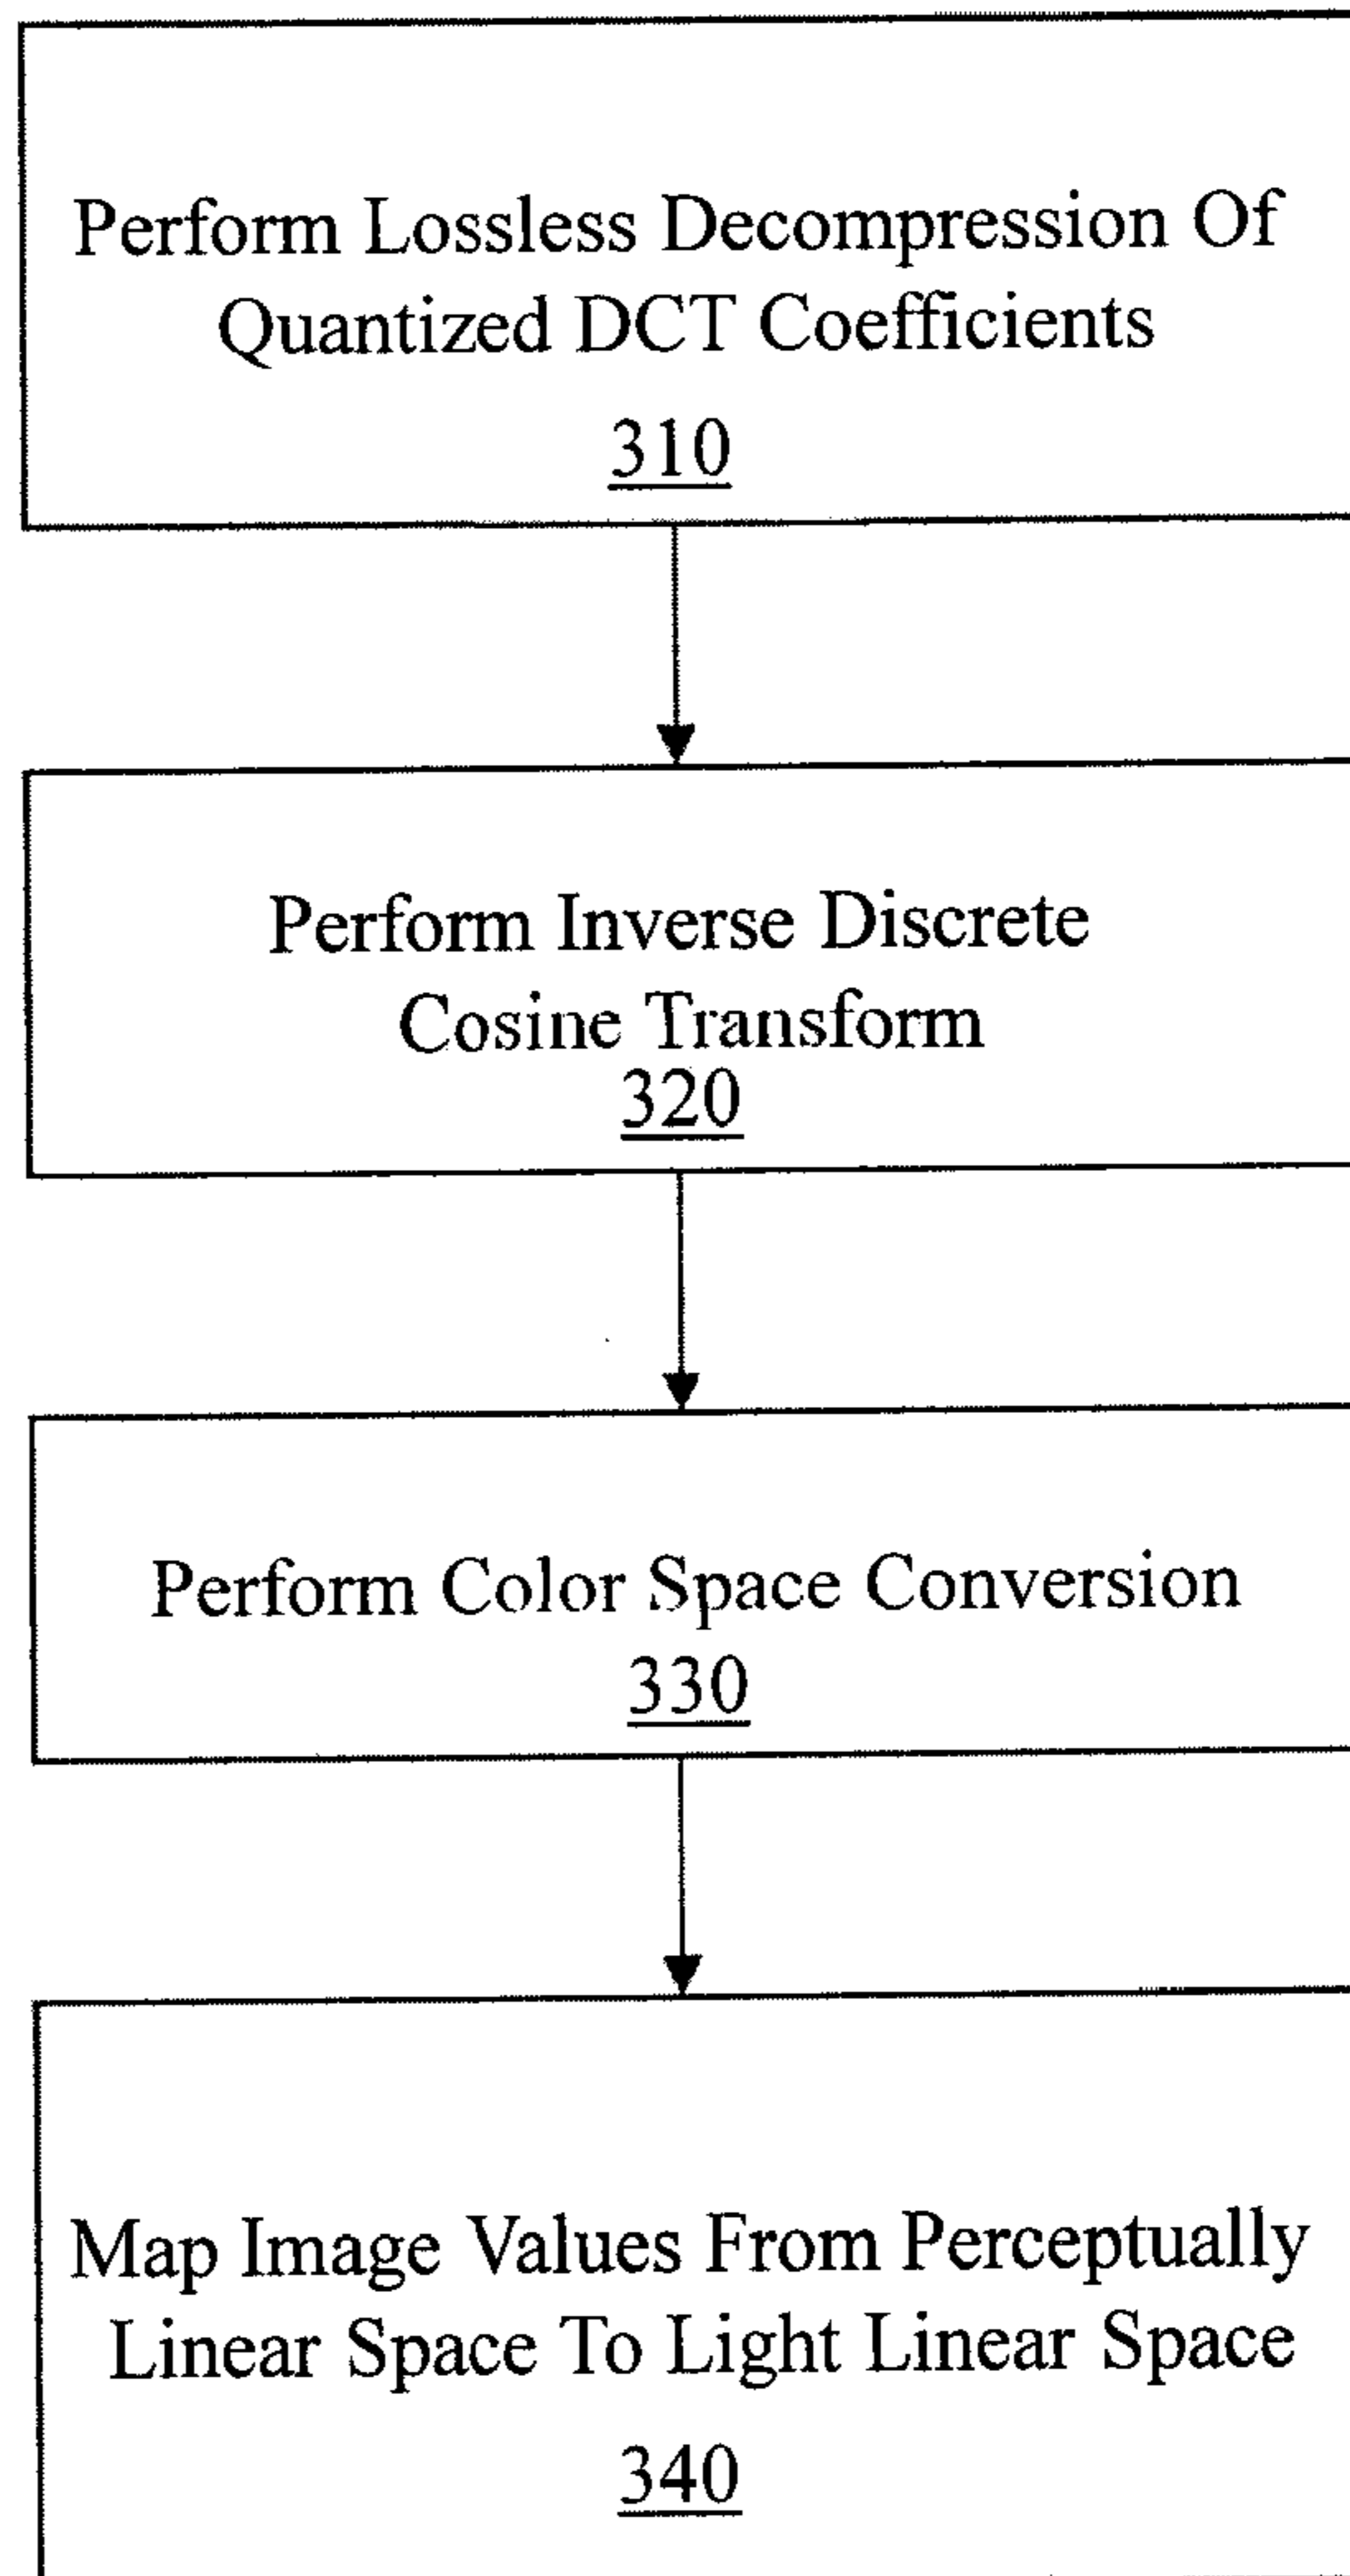 Perform Lossless Decompression Of
Quantized DCT Coefficients
310
Perform Inverse Discrete
Cosine Transform
320
Perform Color Space Conversion
330
Map Image Values From Perceptually
Linear Space To Light Linear Space
340